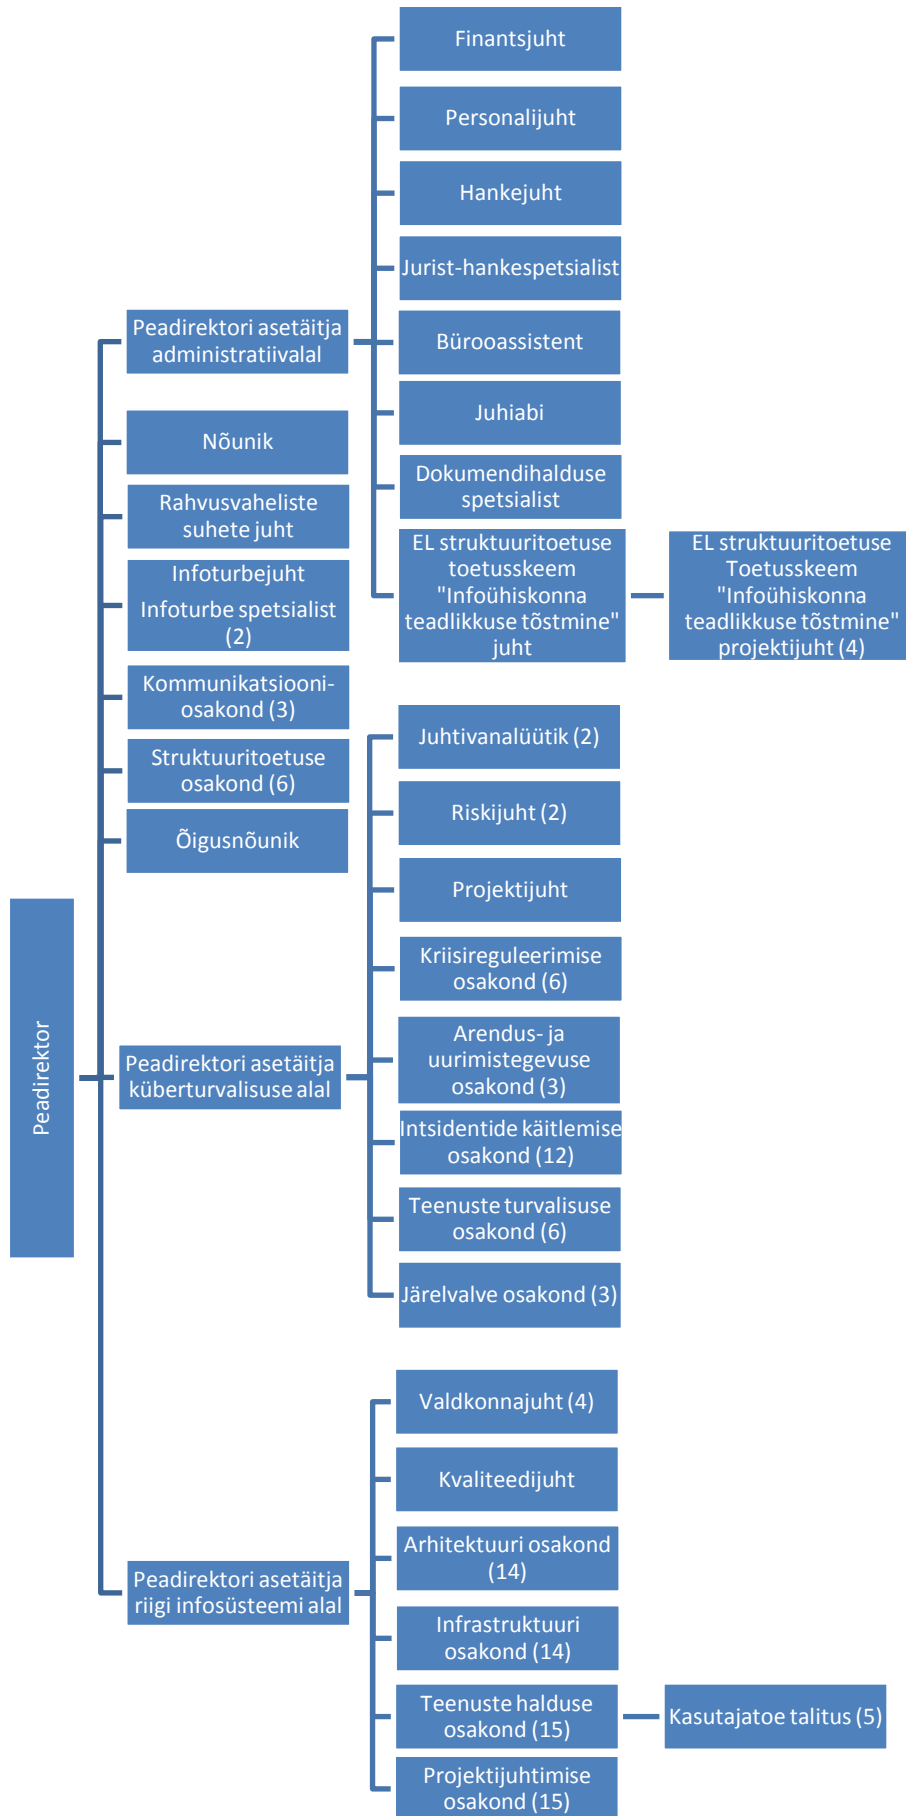 Peadirektor
Peadirektori asetäitja
administratiivalal
Finantsjuht
Personalijuht
Hankejuht
Jurist-hankespetsialist
Bürooassistent
Juhiabi
Dokumendihalduse
spetsialist
EL struktuuritoetuse
toetusskeem
"Infoühiskonna
teadlikkuse tõstmine"
juht
EL struktuuritoetuse
Toetusskeem
"Infoühiskonna
teadlikkuse tõstmine"
projektijuht (4)
Nõunik
Rahvusvaheliste
suhete juht
Infoturbejuht
Infoturbe spetsialist
(2)
Kommunikatsiooni-
osakond (3)
Struktuuritoetuse
osakond (6)
Õigusnõunik
Peadirektori asetäitja
küberturvalisuse alal
Juhtivanalüütik (2)
Riskijuht (2)
Projektijuht
Kriisireguleerimise
osakond (6)
Arendus- ja
uurimistegevuse
osakond (3)
Intsidentide käitlemise
osakond (12)
Teenuste turvalisuse
osakond (6)
Järelvalve osakond (3)
Peadirektori asetäitja
riigi infosüsteemi alal
Valdkonnajuht (4)
Kvaliteedijuht
Arhitektuuri osakond
(14)
Infrastruktuuri
osakond (14)
Teenuste halduse
osakond (15)
Kasutajatoe talitus (5)
Projektijuhtimise
osakond (15)